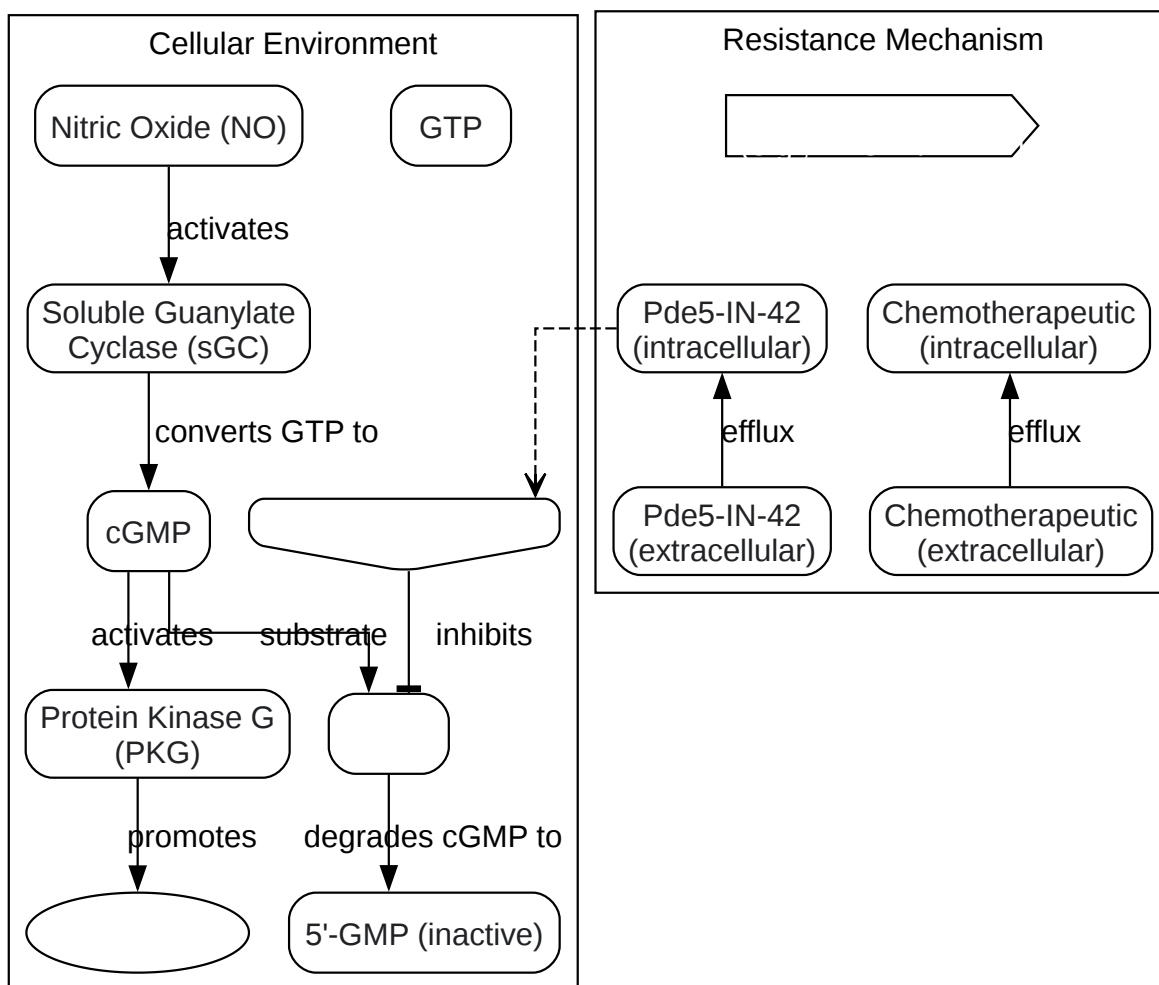 Cellular Environment
Nitric Oxide (NO)
GTP
activates
Soluble Guanylate
Cyclase (sGC)
converts GTP to
cGMP
activates
substrate
inhibits
Protein Kinase G
(PKG)
promotes
degrades cGMP to
5'-GMP (inactive)
Resistance Mechanism
Pde5-IN-42
(intracellular)
Chemotherapeutic
(intracellular)
efflux
efflux
Pde5-IN-42
(extracellular)
Chemotherapeutic
(extracellular)